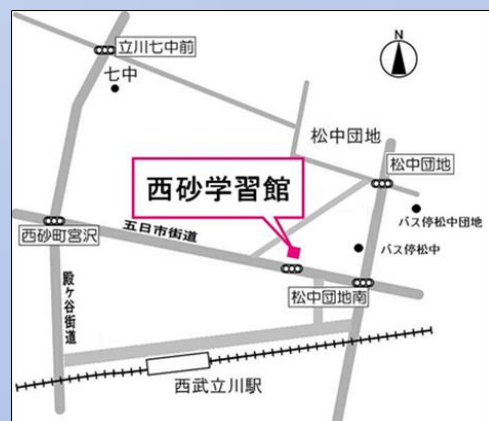 N
立川七中前
七中
松中団地
松中団地
西砂学習館
バス停松中団地
五日市街道
西砂町宮沢
バス停松中
松中団地南
殿ヶ谷街道
西武立川駅